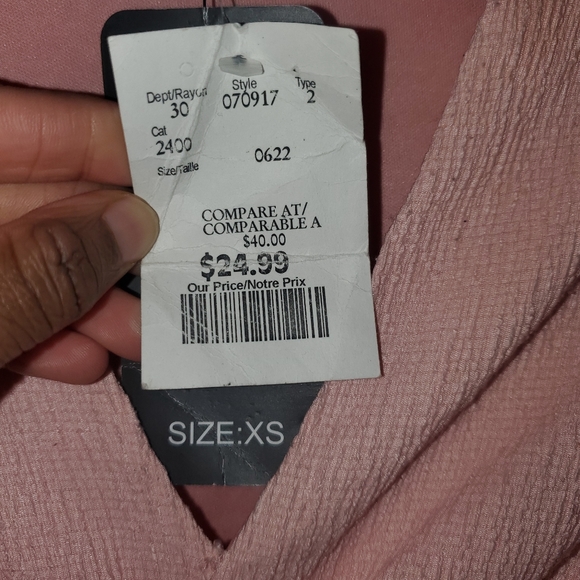 Dept/Rayon Style Type
30 070917 2
Cat
2400 0622
Size/Taille
COMPARE AT/
COMPARABLE A
$40.00
$24.99
Our Price/Notre Prix
SIZE:XS